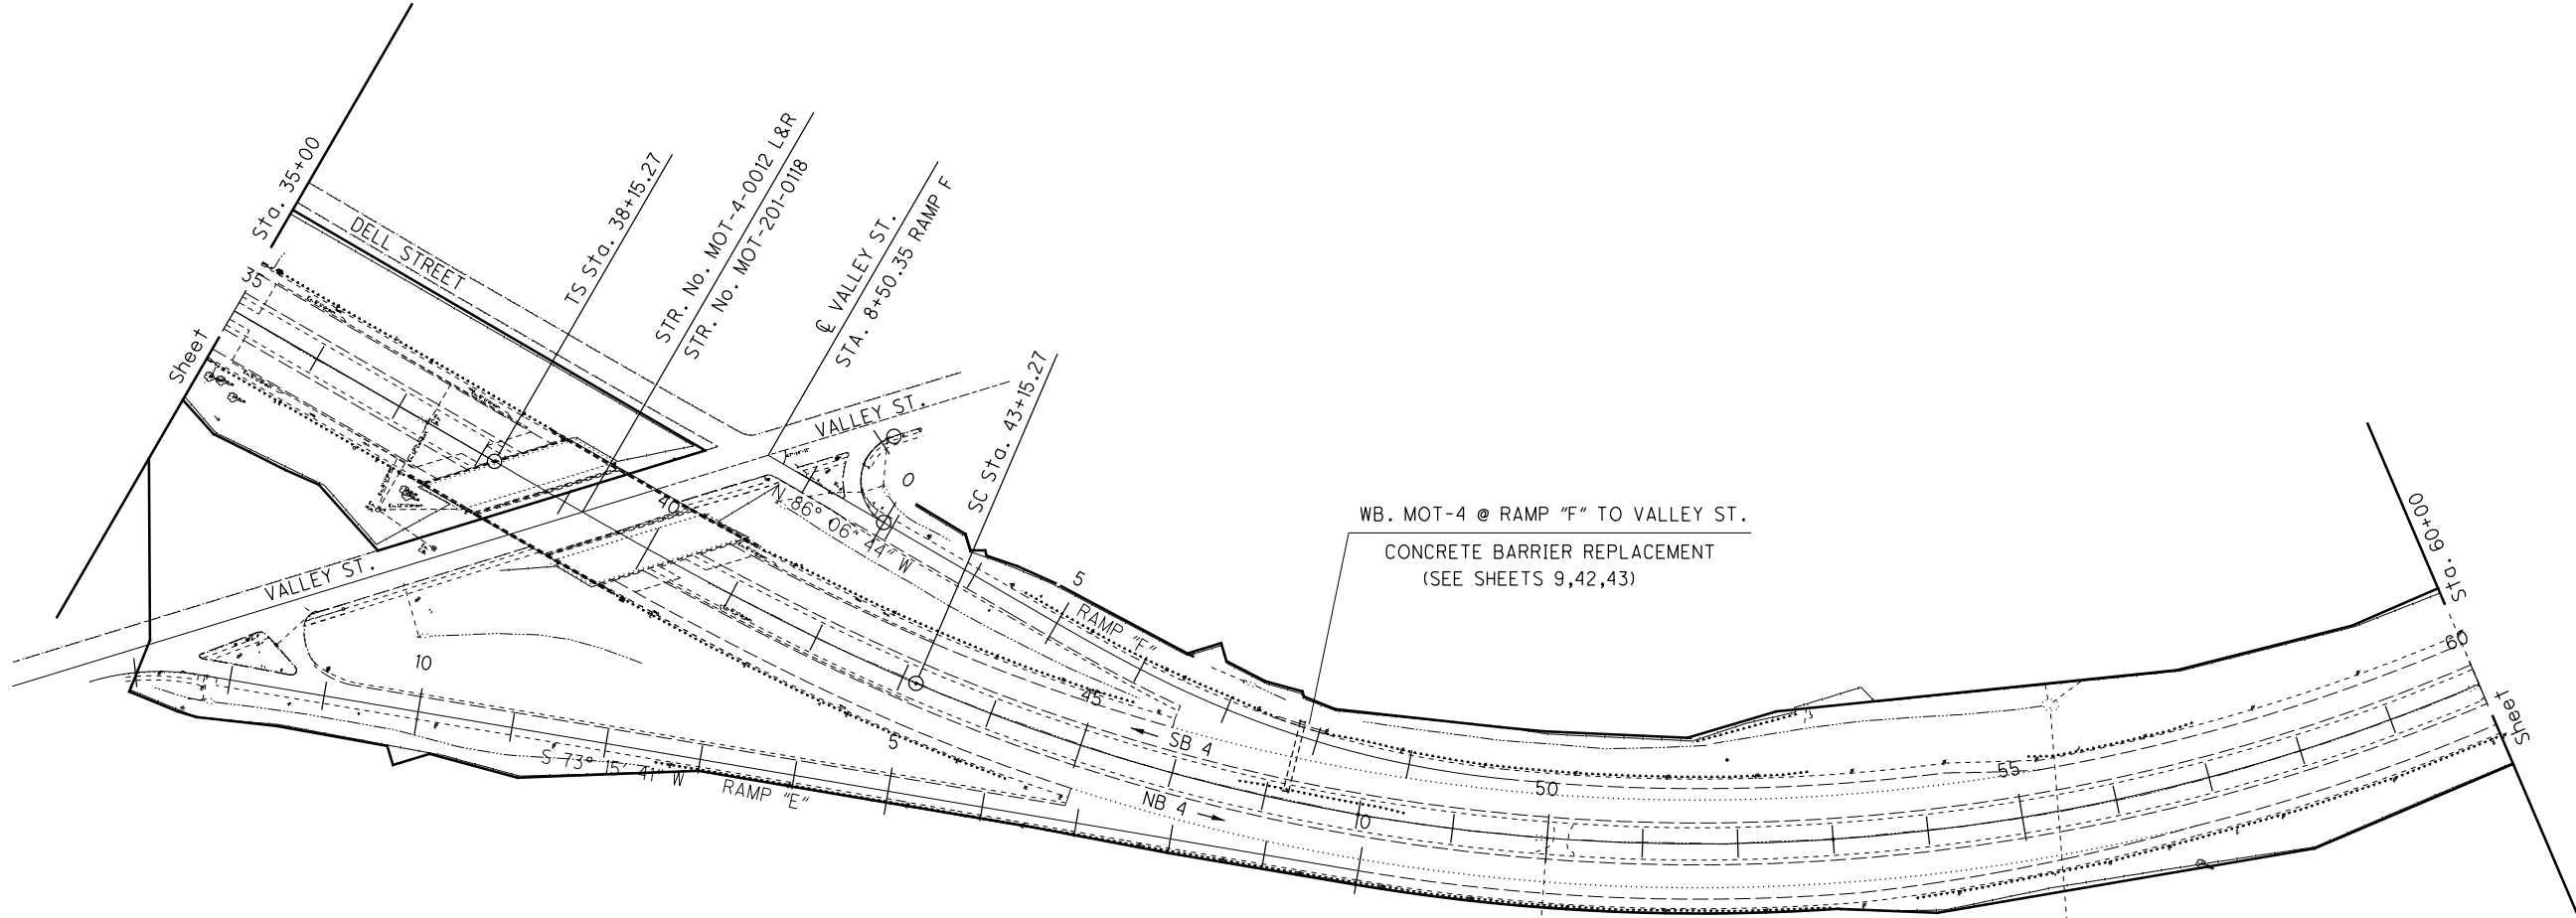 Sta. 35+00
Sheet
35
DELL STREET
TS Sta. 38+15.27
STR. No. MOT-4-0012 L&R
STR. No. MOT-201-0118
℄ VALLEY ST.
STA. 8+50.35 RAMP F
VALLEY ST.
0
SC Sta. 43+15.27
40
N 86° 06' 44" W
VALLEY ST.
5
RAMP "F"
WB. MOT-4 @ RAMP "F" TO VALLEY ST.
CONCRETE BARRIER REPLACEMENT
(SEE SHEETS 9,42,43)
Sta. 60+00
60
Sheet
10
45
SB 4
5
S 73° 15' 41" W
RAMP "E"
NB 4
10
50
55